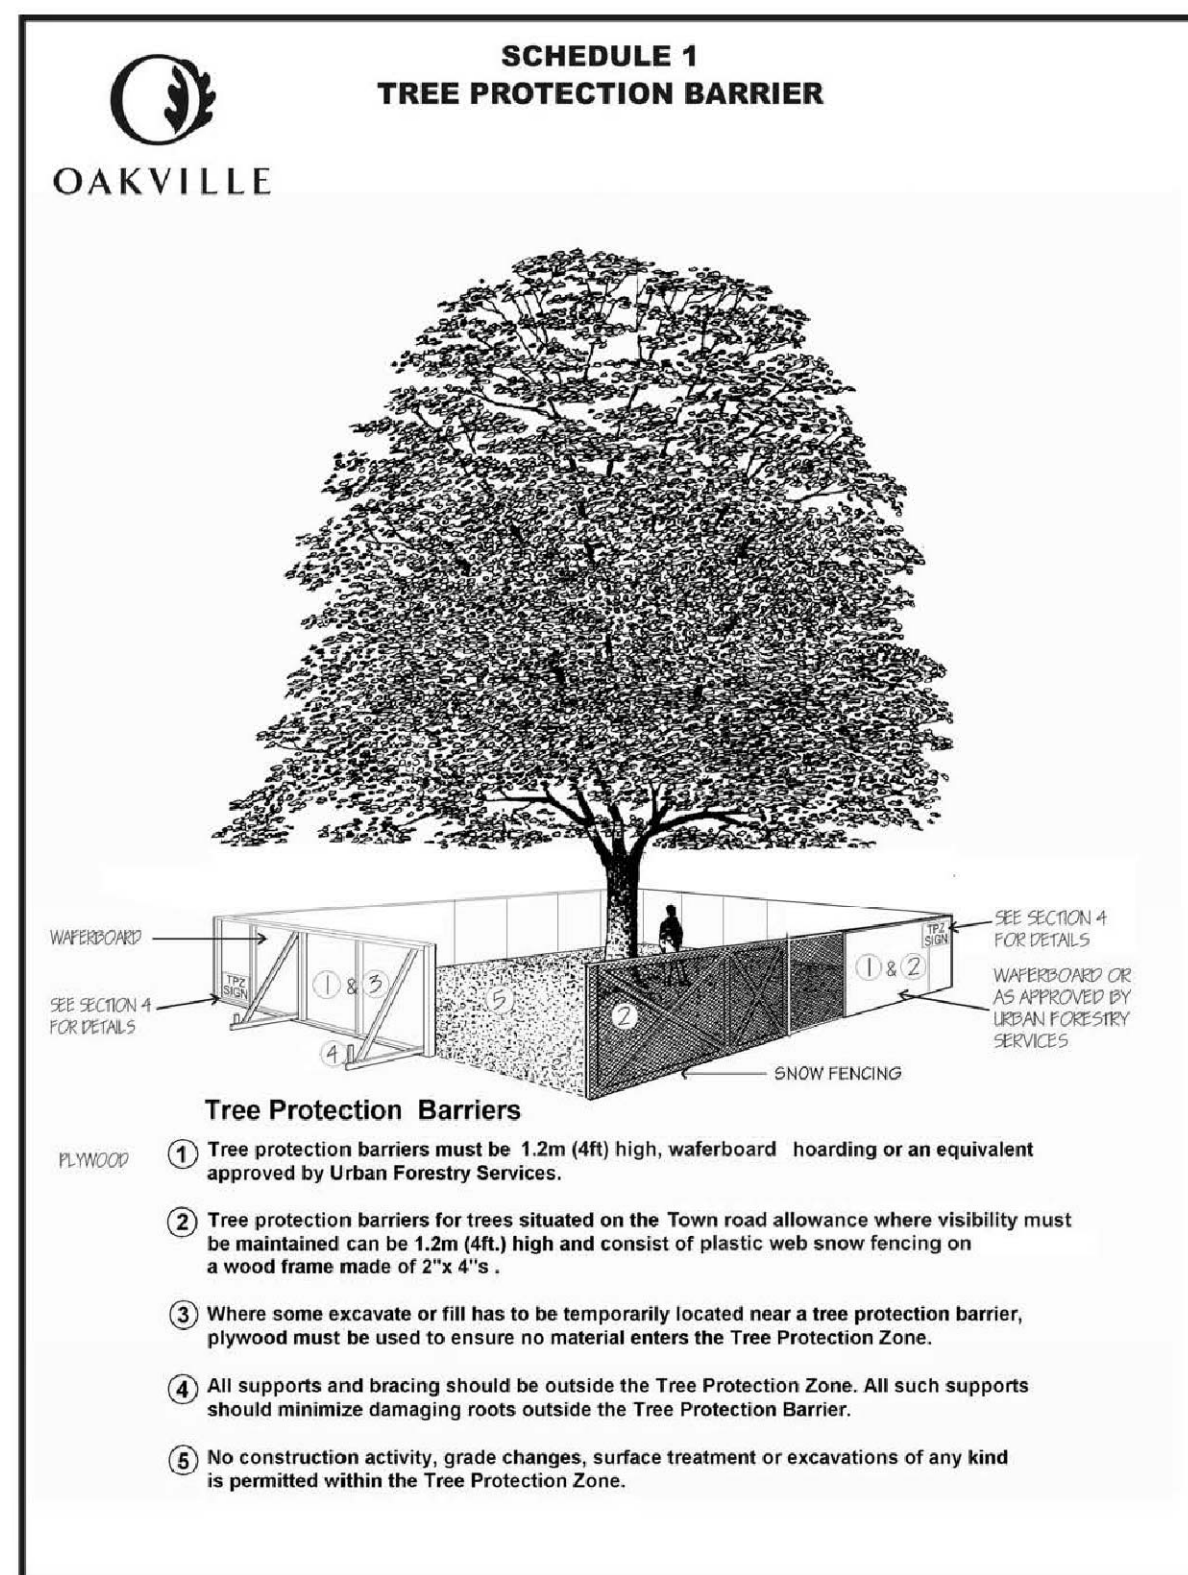 SCHEDULE 1
TREE PROTECTION BARRIER
OAKVILLE
WAFERBOARD
SEE SECTION 4
FOR DETAILS
TPZ
SIGN
1 & 3
4
5
2
1 & 2
TPZ
SIGN
SEE SECTION 4
FOR DETAILS
WAFERBOARD OR
AS APPROVED BY
URBAN FORESTRY
SERVICES
SNOW FENCING
Tree Protection Barriers
PLYWOOD
1 Tree protection barriers must be 1.2m (4ft) high, waferboard hoarding or an equivalent
approved by Urban Forestry Services.
2 Tree protection barriers for trees situated on the Town road allowance where visibility must
be maintained can be 1.2m (4ft.) high and consist of plastic web snow fencing on
a wood frame made of 2"x 4"s .
3 Where some excavate or fill has to be temporarily located near a tree protection barrier,
plywood must be used to ensure no material enters the Tree Protection Zone.
4 All supports and bracing should be outside the Tree Protection Zone. All such supports
should minimize damaging roots outside the Tree Protection Barrier.
5 No construction activity, grade changes, surface treatment or excavations of any kind
is permitted within the Tree Protection Zone.